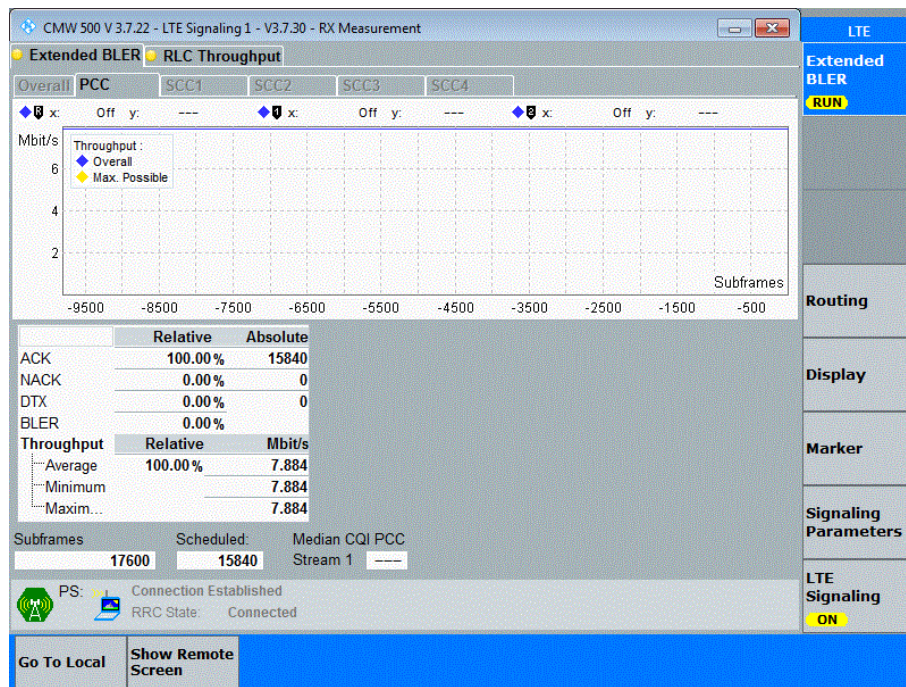 CMW 500 V 3.7.22 - LTE Signaling 1 - V3.7.30 - RX Measurement
LTE
Extended BLER RLC Throughput
Extended
BLER
RUN
Overall PCC SCC1 SCC2 SCC3 SCC4
R x: Off y: --- 1 x: Off y: --- 2 x: Off y: ---
Mbit/s
Throughput :
Overall
Max. Possible
6
4
2
Subframes
-9500 -8500 -7500 -6500 -5500 -4500 -3500 -2500 -1500 -500
Relative Absolute
ACK 100.00 % 15840
NACK 0.00 % 0
DTX 0.00 % 0
BLER 0.00 %
Throughput Relative Mbit/s
Average 100.00 % 7.884
Minimum 7.884
Maxim... 7.884
Subframes Scheduled: Median CQI PCC
17600 15840 Stream 1 ---
PS: Connection Established
RRC State: Connected
Routing
Display
Marker
Signaling
Parameters
LTE
Signaling
ON
Go To Local
Show Remote
Screen